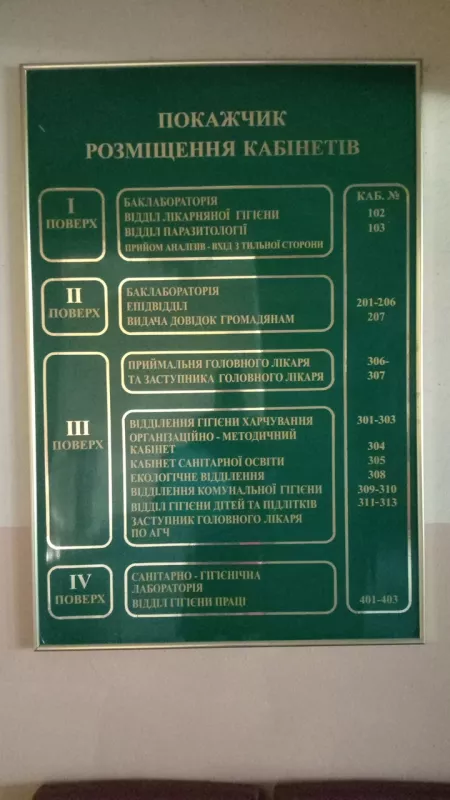 ПОКАЖЧИК
РОЗМІЩЕННЯ КАБІНЕТІВ
КАБ. №
I
ПОВЕРХ
БАКЛАБОРАТОРІЯ
ВІДДІЛ ЛІКАРНЯНОЇ ГІГІЄНИ 102
ВІДДІЛ ПАРАЗИТОЛОГІЇ 103
ПРИЙОМ АНАЛІЗІВ - ВХІД З ТИЛЬНОЇ СТОРОНИ
II
ПОВЕРХ
БАКЛАБОРАТОРІЯ
ЕПІДВІДДІЛ 201-206
ВИДАЧА ДОВІДОК ГРОМАДЯНАМ 207
III
ПОВЕРХ
ПРИЙМАЛЬНЯ ГОЛОВНОГО ЛІКАРЯ 306-
ТА ЗАСТУПНИКА ГОЛОВНОГО ЛІКАРЯ 307
ВІДДІЛЕННЯ ГІГІЄНИ ХАРЧУВАННЯ 301-303
ОРГАНІЗАЦІЙНО - МЕТОДИЧНИЙ
КАБІНЕТ 304
КАБІНЕТ САНІТАРНОЇ ОСВІТИ 305
ЕКОЛОГІЧНЕ ВІДДІЛЕННЯ 308
ВІДДІЛЕННЯ КОМУНАЛЬНОЇ ГІГІЄНИ 309-310
ВІДДІЛ ГІГІЄНИ ДІТЕЙ ТА ПІДЛІТКІВ 311-313
ЗАСТУПНИК ГОЛОВНОГО ЛІКАРЯ
ПО АГЧ
IV
ПОВЕРХ
САНІТАРНО - ГІГІЄНІЧНА
ЛАБОРАТОРІЯ
ВІДДІЛ ГІГІЄНИ ПРАЦІ 401-403